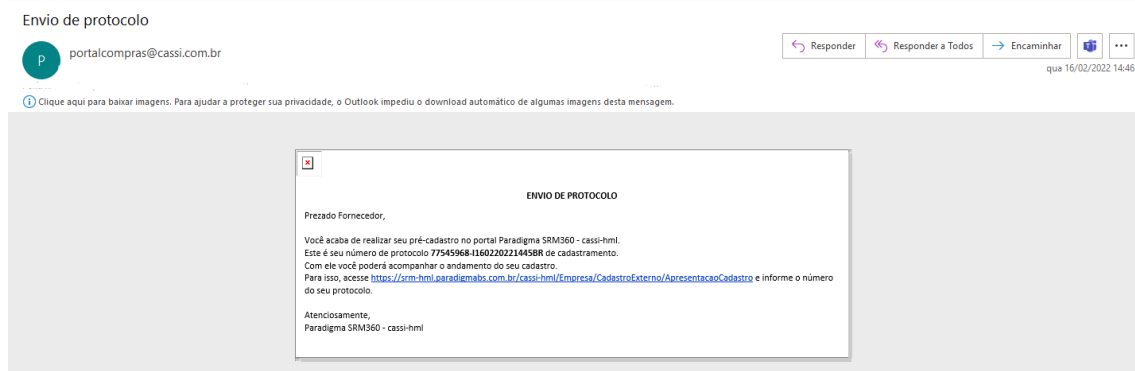 Envio de protocolo
P
portalcompras@cassi.com.br
Responder
Responder a Todos
Encaminhar
qua 16/02/2022 14:46
Clique aqui para baixar imagens. Para ajudar a proteger sua privacidade, o Outlook impediu o download automático de algumas imagens desta mensagem.
ENVIO DE PROTOCOLO
Prezado Fornecedor,
Você acaba de realizar seu pré-cadastro no portal Paradigma SRM360 - cassi-hml.
Este é seu número de protocolo 77545968-I160220221445BR de cadastramento.
Com ele você poderá acompanhar o andamento do seu cadastro.
Para isso, acesse https://srm-hml.paradigmabs.com.br/cassi-hml/Empresa/CadastroExterno/ApresentacaoCadastro e informe o número
do seu protocolo.
Atenciosamente,
Paradigma SRM360 - cassi-hml